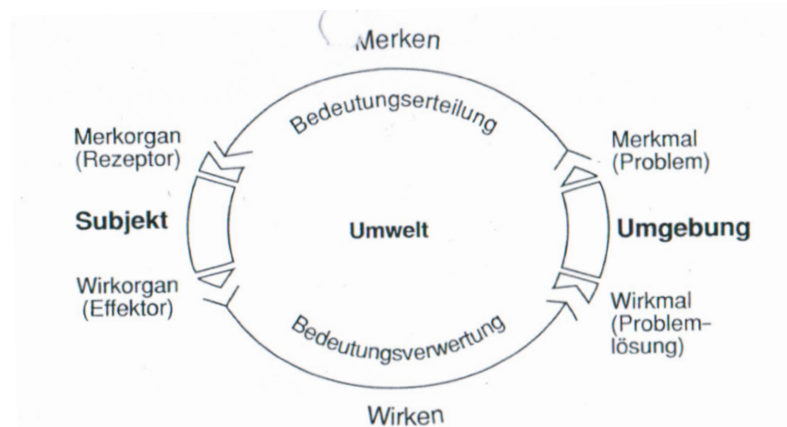 Merken
Bedeutungserteilung
Merkorgan
(Rezeptor)
Merkmal
(Problem)
Subjekt
Umwelt
Umgebung
Wirkorgan
(Effektor)
Wirkmal
(Problem-
lösung)
Bedeutungsverwertung
Wirken